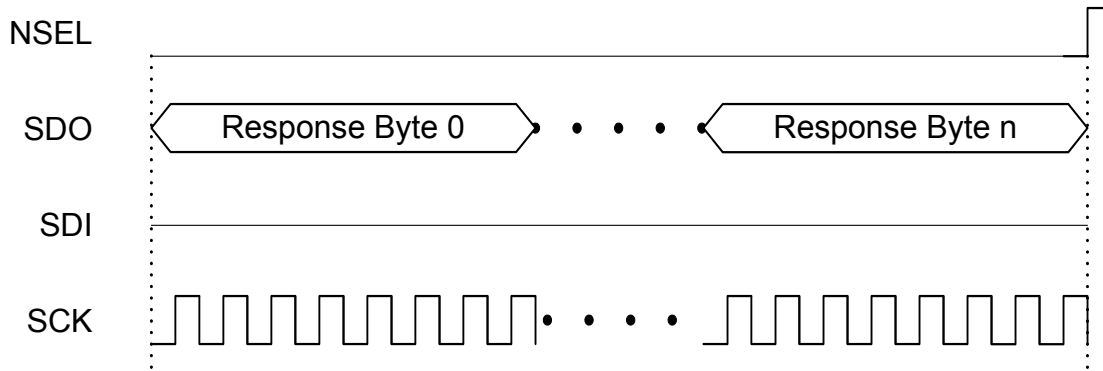 NSEL
SDO Response Byte 0 Response Byte n
SDI
SCK